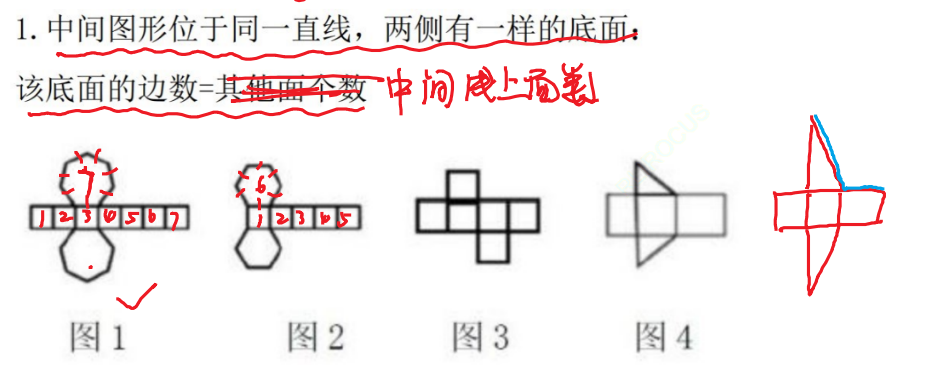 1.中间图形位于同一直线，两侧有一样的底面：
该底面的边数=其他面个数 中间线上面数
7
1 2 3 4 5 6 7
6
1 2 3 4 5
图1 图2 图3 图4